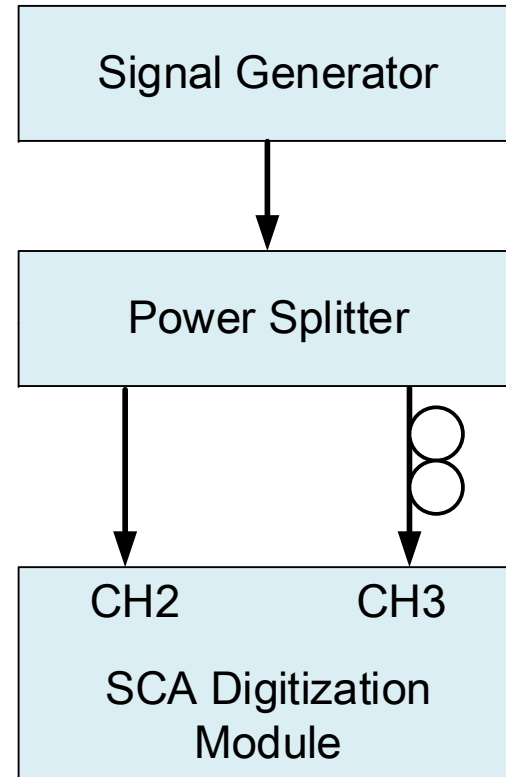 Signal Generator
Power Splitter
CH2 CH3
SCA Digitization
Module